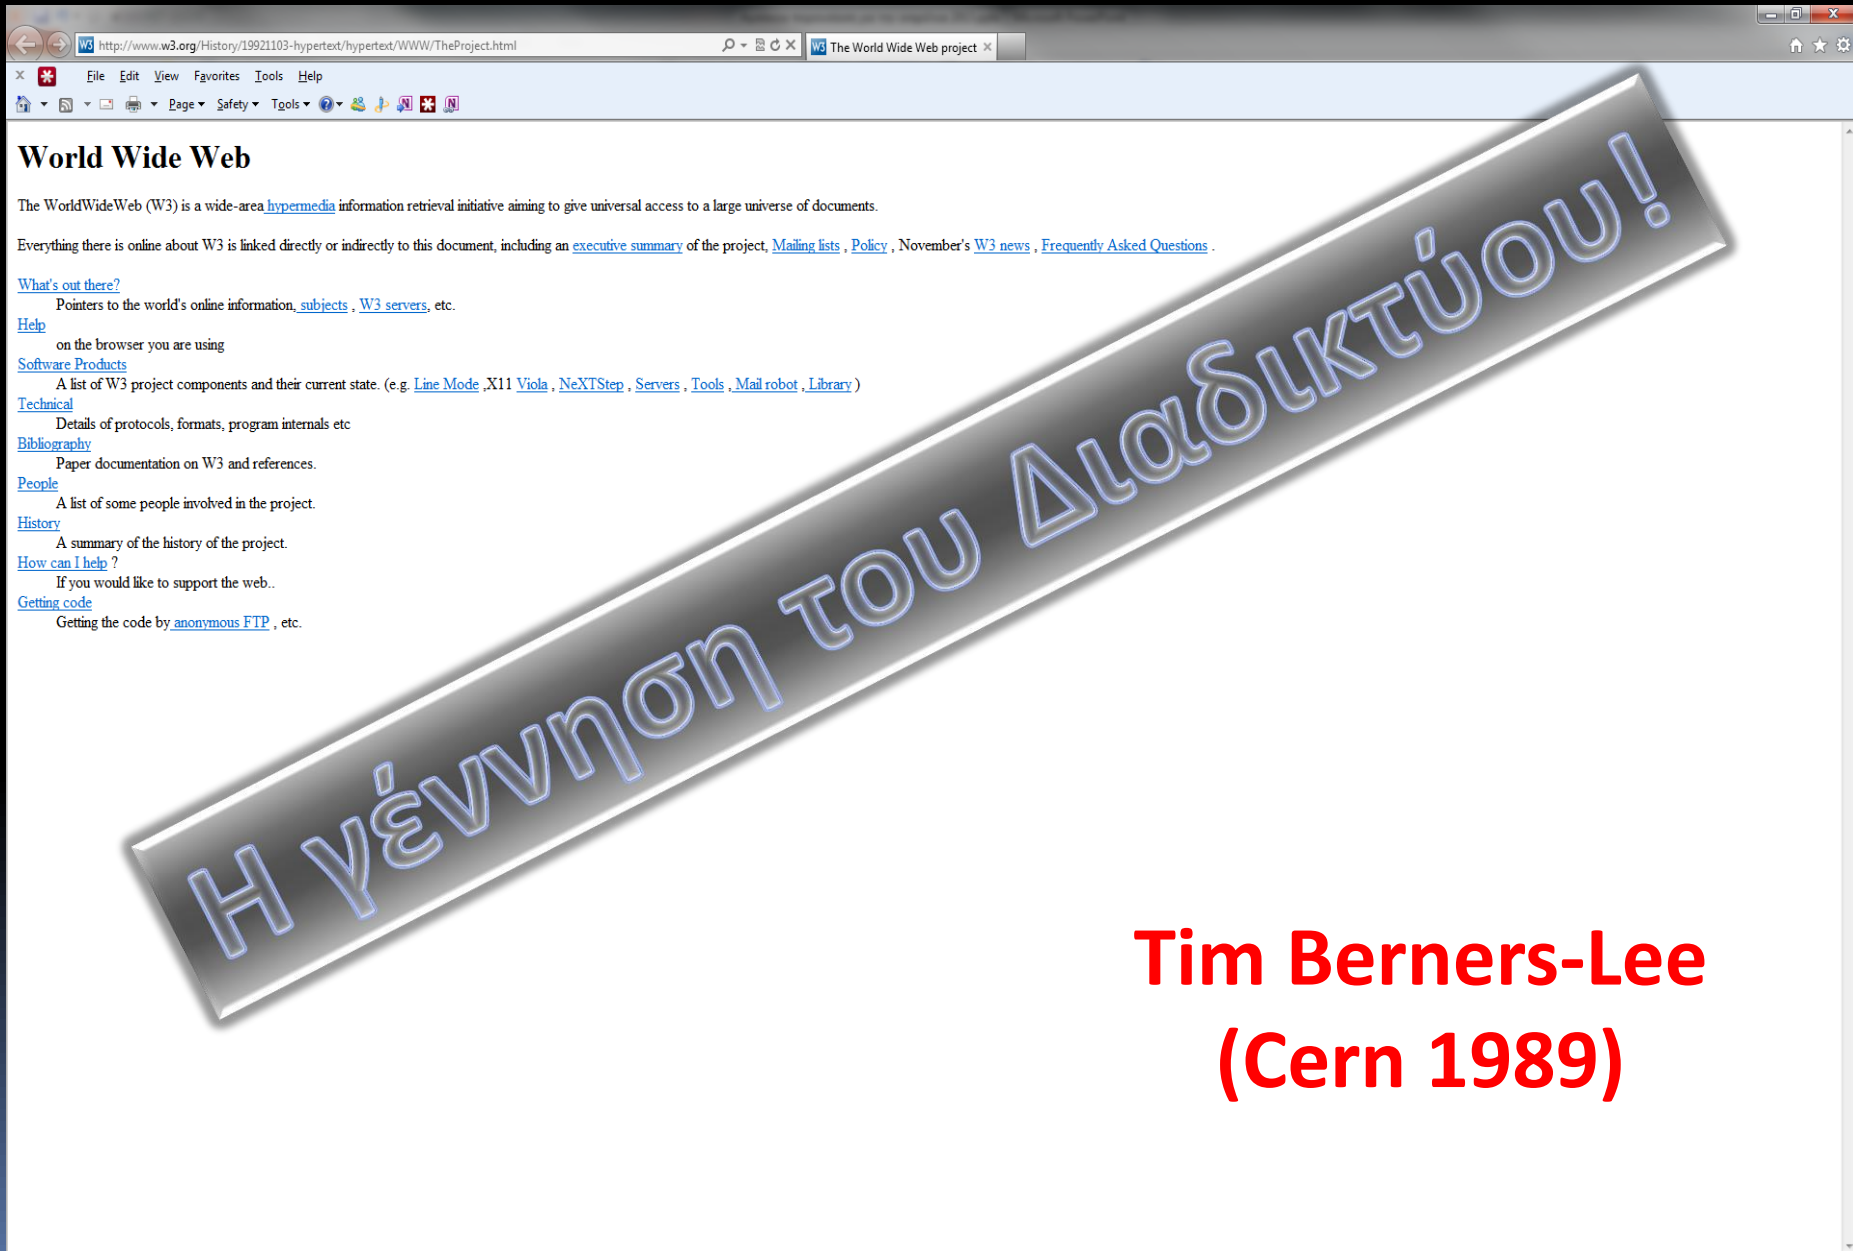 http://www.w3.org/History/19921103-hypertext/hypertext/WWW/TheProject.html
The World Wide Web project
File Edit View Favorites Tools Help
Page Safety Tools
World Wide Web
The WorldWideWeb (W3) is a wide-area hypermedia information retrieval initiative aiming to give universal access to a large universe of documents.
Everything there is online about W3 is linked directly or indirectly to this document, including an executive summary of the project, Mailing lists , Policy , November's W3 news , Frequently Asked Questions .
What's out there?
Pointers to the world's online information, subjects , W3 servers, etc.
Help
on the browser you are using
Software Products
A list of W3 project components and their current state. (e.g. Line Mode ,X11 Viola , NeXTStep , Servers , Tools , Mail robot , Library )
Technical
Details of protocols, formats, program internals etc
Bibliography
Paper documentation on W3 and references.
People
A list of some people involved in the project.
History
A summary of the history of the project.
How can I help ?
If you would like to support the web..
Getting code
Getting the code by anonymous FTP , etc.
Η γέννηση του Διαδικτύου!
Tim Berners-Lee
(Cern 1989)